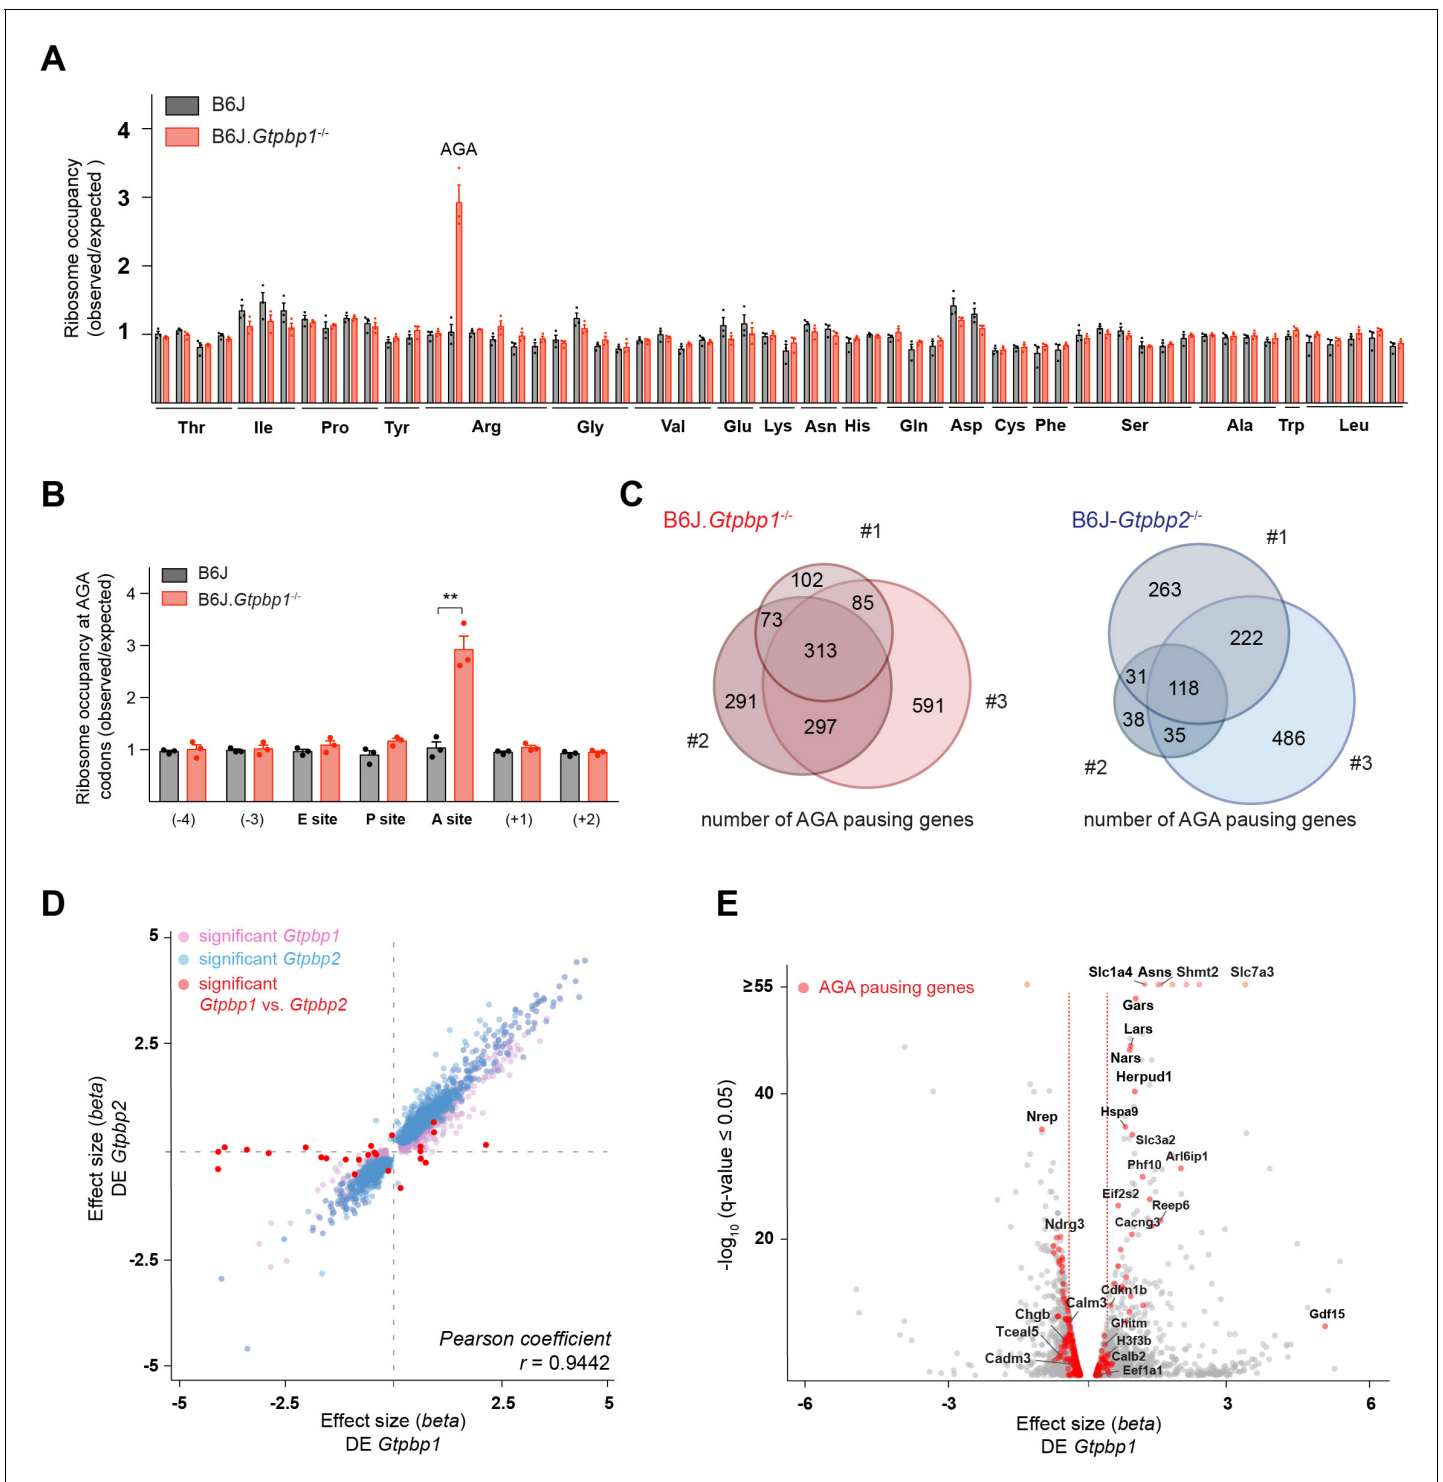 A
B6J
B6J.Gtpbp1-/-
AGA
Ribosome occupancy
(observed/expected )
4
3
2
1
Thr Ile Pro Tyr Arg Gly Val Glu Lys Asn His Gln Asp Cys Phe Ser Ala Trp Leu
B
B6J
B6J.Gtpbp1-/-
**
Ribosome occupancy at AGA
codons (observed/expected)
4
3
2
1
(-4) (-3) E site P site A site (+1) (+2)
C
B6J.Gtpbp1-/-
#1
102
85
73
313
291
591
297
#2
#3
number of AGA pausing genes
B6J-Gtpbp2-/-
#1
263
222
31
118
38
35
486
#2
#3
number of AGA pausing genes
D
significant Gtpbp1
significant Gtpbp2
significant
Gtpbp1 vs. Gtpbp2
5
2.5
-2.5
-5
Effect size (beta)
DE Gtpbp2
Pearson coefficient
r = 0.9442
-5 -2.5 2.5 5
Effect size (beta)
DE Gtpbp1
E
AGA pausing genes
≥55
40
20
-log10 (q-value ≤ 0.05)
Slc1a4 Asns Shmt2 Slc7a3
Gars
Lars
Nars
Herpud1
Nrep
Hspa9
Slc3a2
Arl6ip1
Phf10
Eif2s2
Reep6
Cacng3
Ndrg3
Cdkn1b
Calm3
Chgb
Gdf15
Ghitm
Tceal5
H3f3b
Cadm3
Calb2
Eef1a1
-6 -3 3 6
Effect size (beta)
DE Gtpbp1